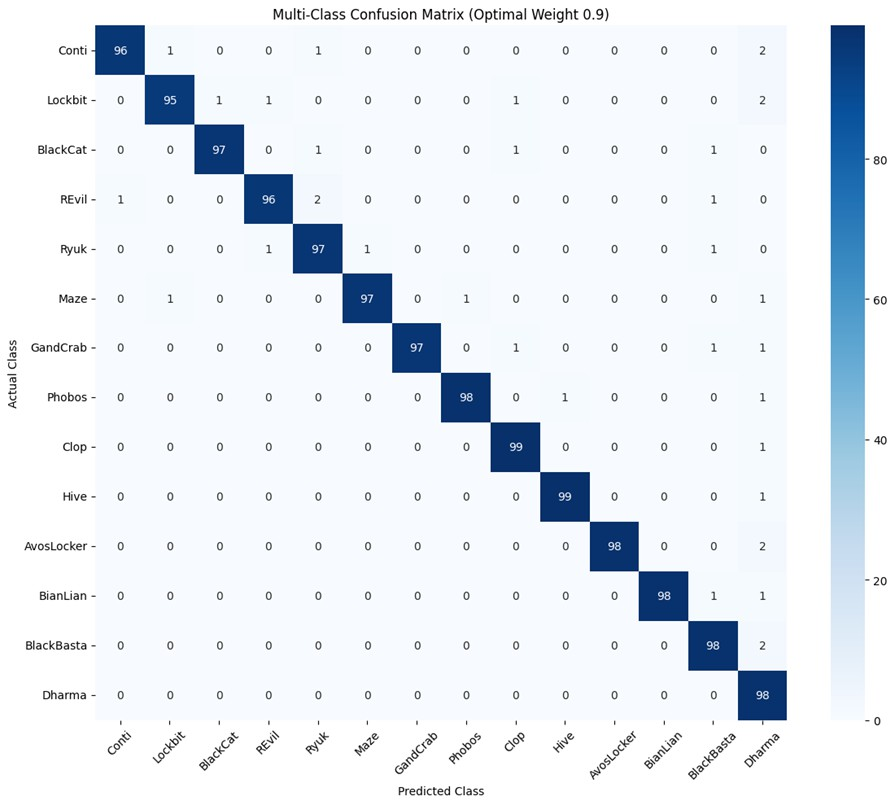 Multi-Class Confusion Matrix (Optimal Weight 0.9)
Conti 96 1 0 0 1 0 0 0 0 0 0 0 0 2
Lockbit 0 95 1 1 0 0 0 0 1 0 0 0 0 2
BlackCat 0 0 97 0 1 0 0 0 1 0 0 0 1 0
REvil 1 0 0 96 2 0 0 0 0 0 0 0 1 0
Ryuk 0 0 0 1 97 1 0 0 0 0 0 0 1 0
Maze 0 1 0 0 0 97 0 1 0 0 0 0 0 1
GandCrab 0 0 0 0 0 0 97 0 1 0 0 0 1 1
Phobos 0 0 0 0 0 0 0 98 0 1 0 0 0 1
Clop 0 0 0 0 0 0 0 0 99 0 0 0 0 1
Hive 0 0 0 0 0 0 0 0 0 99 0 0 0 1
AvosLocker 0 0 0 0 0 0 0 0 0 0 98 0 0 2
BianLian 0 0 0 0 0 0 0 0 0 0 0 98 1 1
BlackBasta 0 0 0 0 0 0 0 0 0 0 0 0 98 2
Dharma 0 0 0 0 0 0 0 0 0 0 0 0 0 98
Conti Lockbit BlackCat REvil Ryuk Maze GandCrab Phobos Clop Hive AvosLocker BianLian BlackBasta Dharma
Predicted Class
Actual Class
80
60
40
20
0